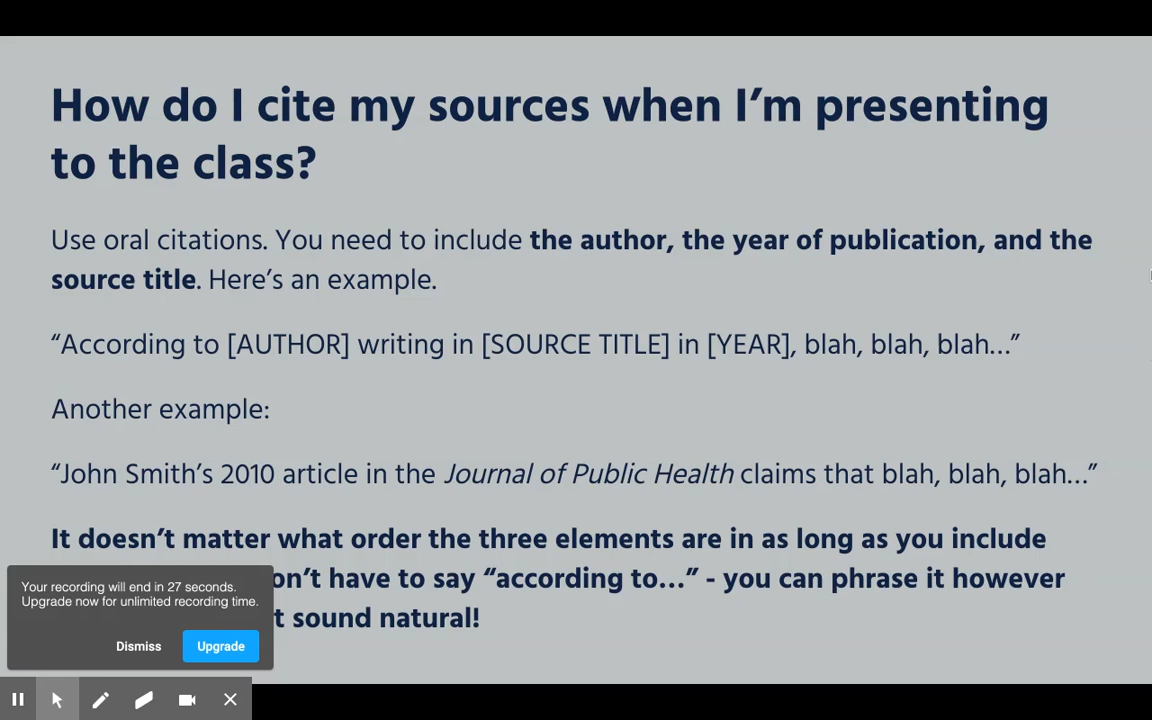 How do I cite my sources when I’m presenting
to the class?
Use oral citations. You need to include the author, the year of publication, and the
source title. Here’s an example.
“According to [AUTHOR] writing in [SOURCE TITLE] in [YEAR], blah, blah, blah…”
Another example:
“John Smith’s 2010 article in the Journal of Public Health claims that blah, blah, blah…”
It doesn’t matter what order the three elements are in as long as you include
on’t have to say “according to…” - you can phrase it however
t sound natural!
Your recording will end in 27 seconds.
Upgrade now for unlimited recording time.
Dismiss Upgrade